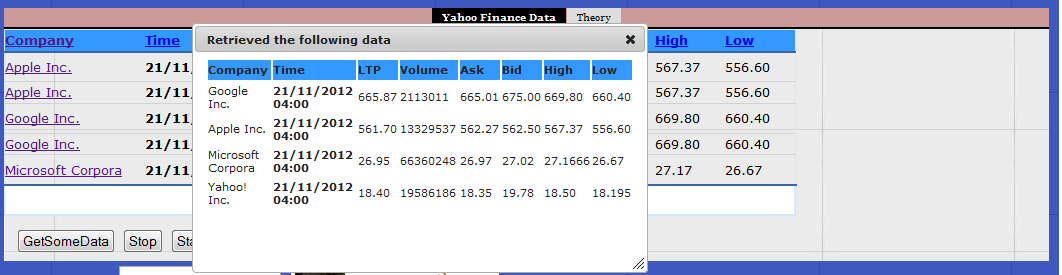 Yahoo Finance Data Theory
Retrieved the following data
Company Time High Low
Apple Inc. 21/11 567.37 556.60
Apple Inc. 21/11 567.37 556.60
Google Inc. 21/11 669.80 660.40
Google Inc. 21/11 669.80 660.40
Microsoft Corpora 21/11 27.17 26.67
Company Time LTP Volume Ask Bid High Low
Google Inc. 21/11/2012 04:00 665.87 2113011 665.01 675.00 669.80 660.40
Apple Inc. 21/11/2012 04:00 561.70 13329537 562.27 562.50 567.37 556.60
Microsoft Corpora 21/11/2012 04:00 26.95 66360248 26.97 27.02 27.1666 26.67
Yahoo! Inc. 21/11/2012 04:00 18.40 19586186 18.35 19.78 18.50 18.195
GetSomeData Stop